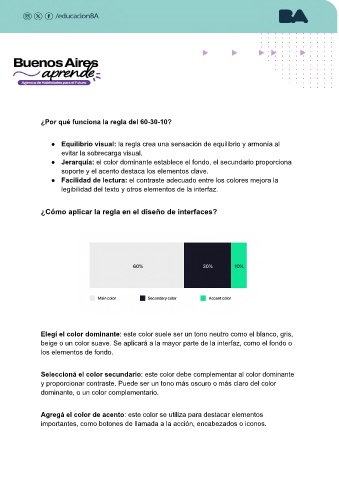 /educacionBA
BA
Buenos Aires
aprende
Agencia de Habilidades para el Futuro
¿Por qué funciona la regla del 60-30-10?
● Equilibrio visual: la regla crea una sensación de equilibrio y armonía al
evitar la sobrecarga visual.
● Jerarquía: el color dominante establece el fondo, el secundario proporciona
soporte y el acento destaca los elementos clave.
● Facilidad de lectura: el contraste adecuado entre los colores mejora la
legibilidad del texto y otros elementos de la interfaz.
¿Cómo aplicar la regla en el diseño de interfaces?
60% 30% 10%
Main color Secondary color Accent color
Elegí el color dominante: este color suele ser un tono neutro como el blanco, gris,
beige o un color suave. Se aplicará a la mayor parte de la interfaz, como el fondo o
los elementos de fondo.
Seleccioná el color secundario: este color debe complementar al color dominante
y proporcionar contraste. Puede ser un tono más oscuro o más claro del color
dominante, o un color complementario.
Agregá el color de acento: este color se utiliza para destacar elementos
importantes, como botones de llamada a la acción, encabezados o iconos.